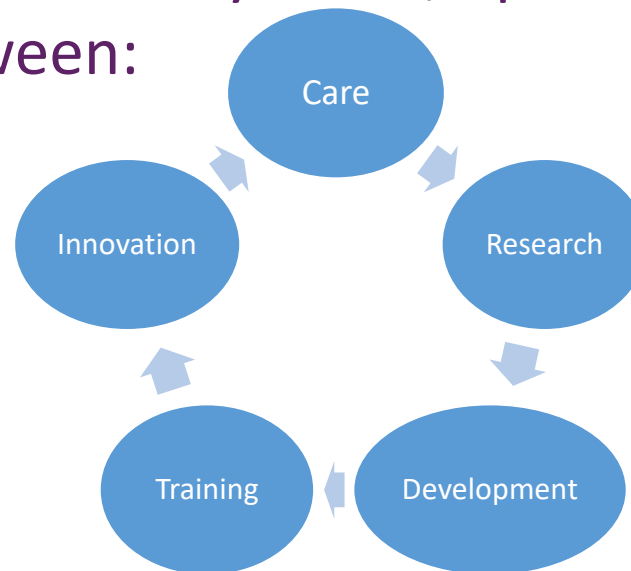 ween:
Care
Innovation
Research
Training
Development